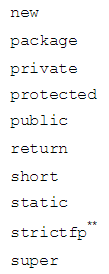 new
package
private
protected
public
return
short
static
strictfp**
super